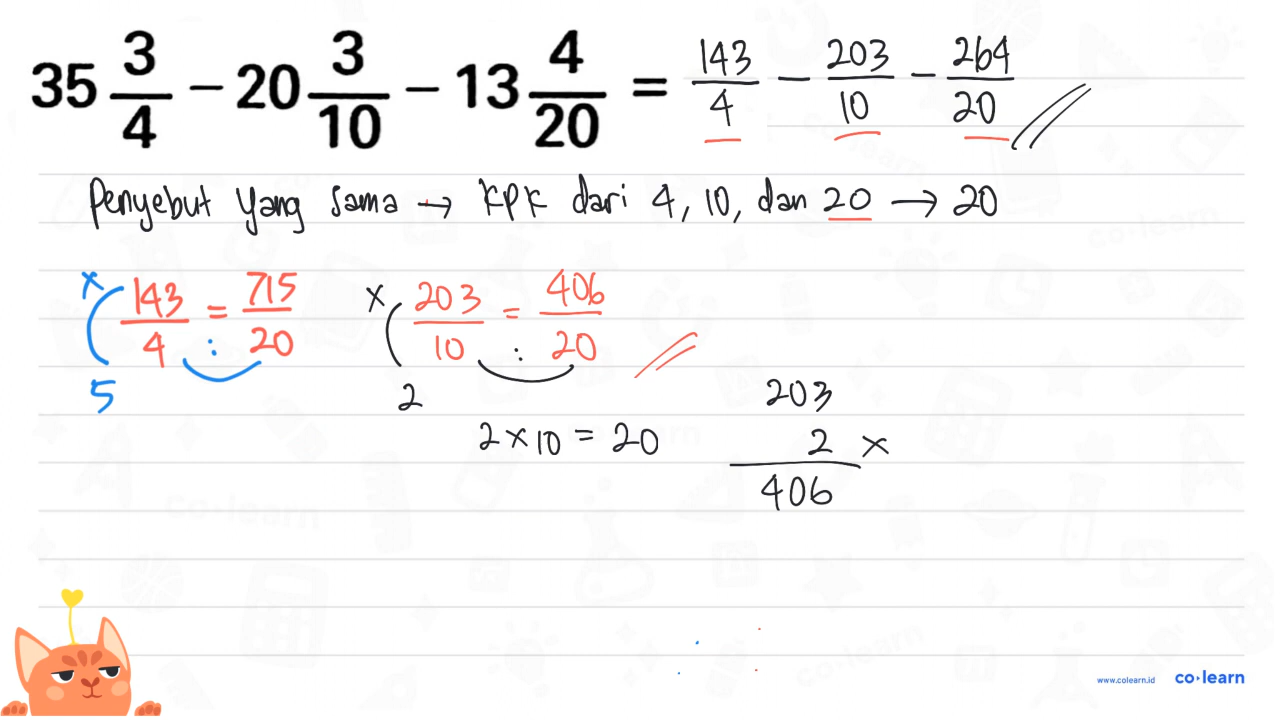 35 3/4 − 20 3/10 − 13 4/20 = 143/4 − 203/10 − 264/20
Penyebut yang sama → KPK dari 4, 10, dan 20 → 20
x 143/4 = 715/20 x 203/10 = 406/20
: :
5 2
2 × 10 = 20
203
2 x
406
co·learn
www.colearn.id co·learn